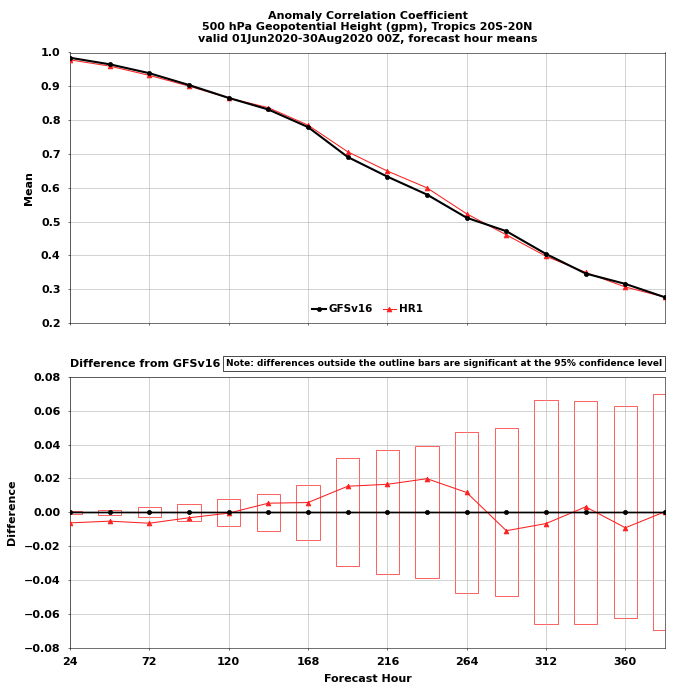 Anomaly Correlation Coefficient
500 hPa Geopotential Height (gpm), Tropics 20S-20N
valid 01Jun2020-30Aug2020 00Z, forecast hour means
1.0
0.9
0.8
0.7
0.6
0.5
0.4
0.3
0.2
Mean
GFSv16 HR1
Difference from GFSv16
Note: differences outside the outline bars are significant at the 95% confidence level
0.08
0.06
0.04
0.02
0.00
−0.02
−0.04
−0.06
−0.08
Difference
24 72 120 168 216 264 312 360
Forecast Hour